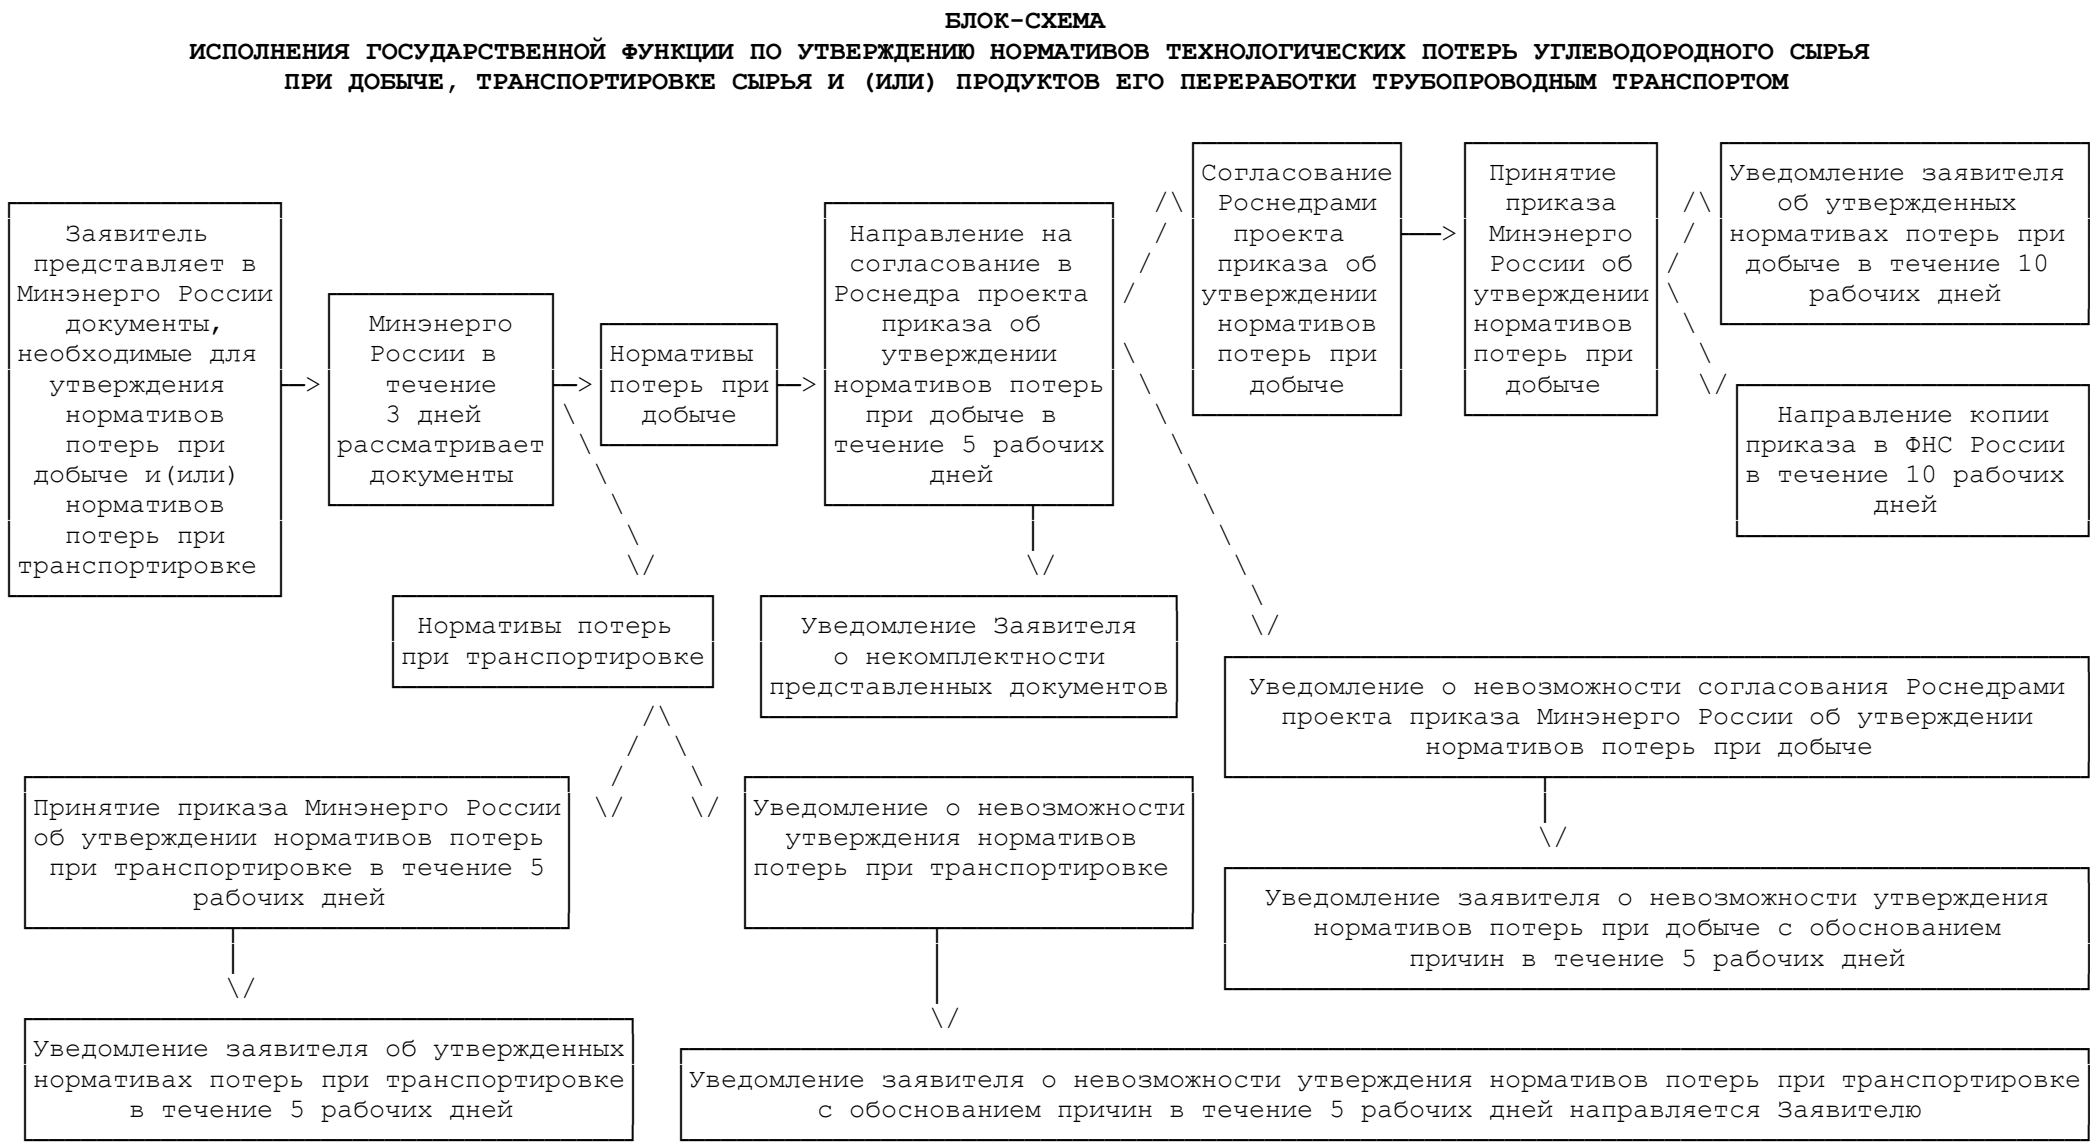 БЛОК-СХЕМА
ИСПОЛНЕНИЯ ГОСУДАРСТВЕННОЙ ФУНКЦИИ ПО УТВЕРЖДЕНИЮ НОРМАТИВОВ ТЕХНОЛОГИЧЕСКИХ ПОТЕРЬ УГЛЕВОДОРОДНОГО СЫРЬЯ
ПРИ ДОБЫЧЕ, ТРАНСПОРТИРОВКЕ СЫРЬЯ И (ИЛИ) ПРОДУКТОВ ЕГО ПЕРЕРАБОТКИ ТРУБОПРОВОДНЫМ ТРАНСПОРТОМ
Заявитель
представляет в
Минэнерго России
документы,
необходимые для
утверждения
нормативов
потерь при
добыче и(или)
нормативов
потерь при
транспортировке
Минэнерго
России в
течение
3 дней
рассматривает
документы
Нормативы
потерь при
добыче
Направление на
согласование в
Роснедра проекта
приказа об
утверждении
нормативов потерь
при добыче в
течение 5 рабочих
дней
Согласование
Роснедрами
проекта
приказа об
утверждении
нормативов
потерь при
добыче
Принятие
приказа
Минэнерго
России об
утверждении
нормативов
потерь при
добыче
Уведомление заявителя
об утвержденных
нормативах потерь при
добыче в течение 10
рабочих дней
Направление копии
приказа в ФНС России
в течение 10 рабочих
дней
Нормативы потерь
при транспортировке
Уведомление Заявителя
о некомплектности
представленных документов
Уведомление о невозможности согласования Роснедрами
проекта приказа Минэнерго России об утверждении
нормативов потерь при добыче
Принятие приказа Минэнерго России
об утверждении нормативов потерь
при транспортировке в течение 5
рабочих дней
Уведомление о невозможности
утверждения нормативов
потерь при транспортировке
Уведомление заявителя о невозможности утверждения
нормативов потерь при добыче с обоснованием
причин в течение 5 рабочих дней
Уведомление заявителя об утвержденных
нормативах потерь при транспортировке
в течение 5 рабочих дней
Уведомление заявителя о невозможности утверждения нормативов потерь при транспортировке
с обоснованием причин в течение 5 рабочих дней направляется Заявителю